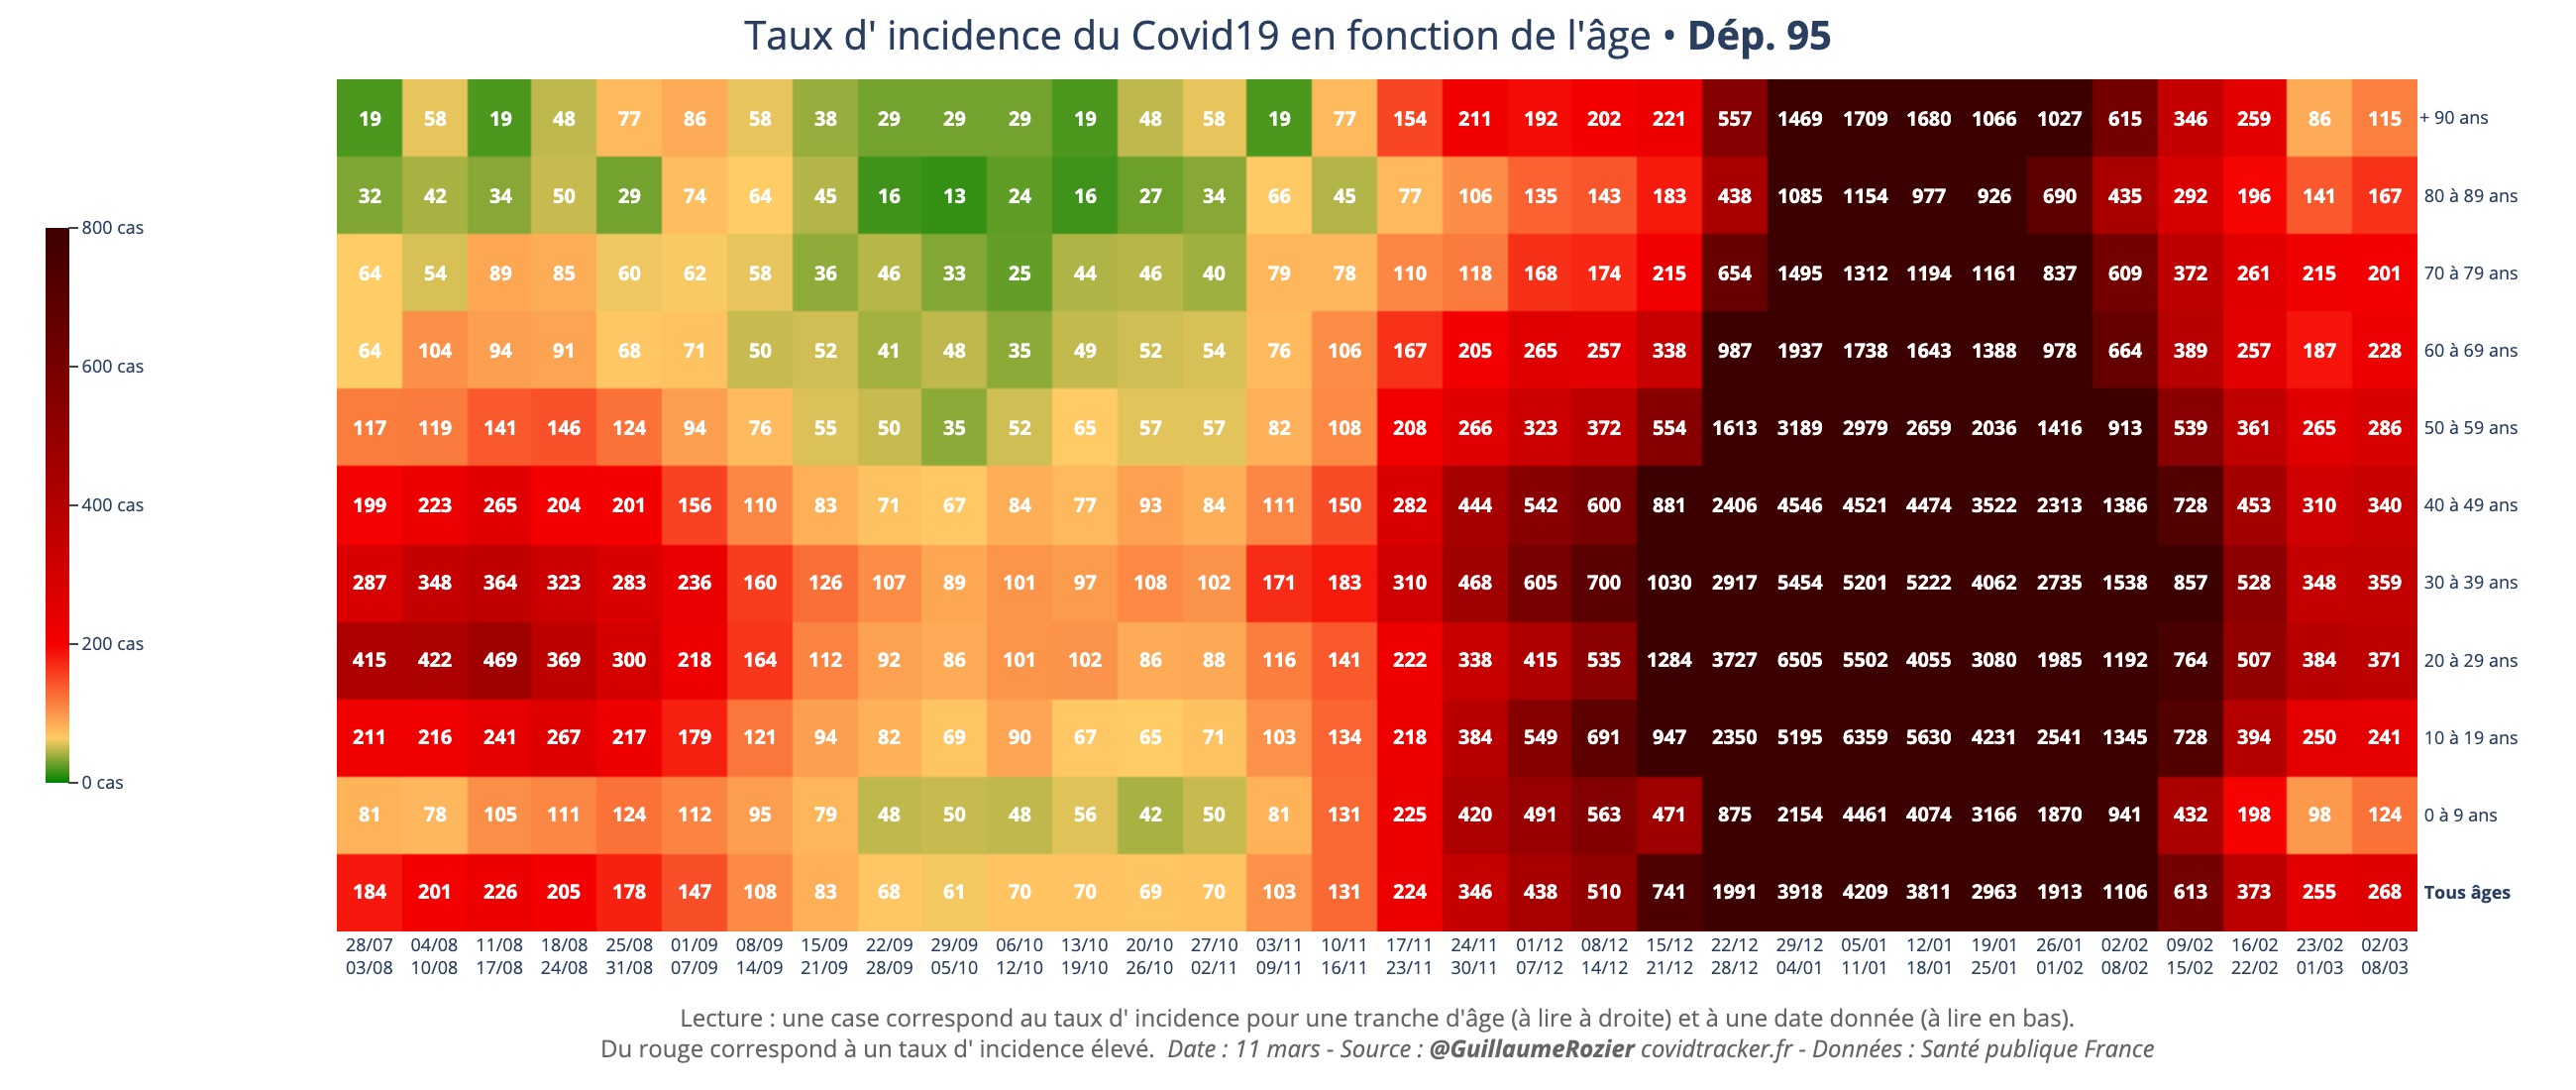 Taux d' incidence du Covid19 en fonction de l'âge • Dép. 95
19 58 19 48 77 86 58 38 29 29 29 19 48 58 19 77 154 211 192 202 221 557 1469 1709 1680 1066 1027 615 346 259 86 115 + 90 ans
32 42 34 50 29 74 64 45 16 13 24 16 27 34 66 45 77 106 135 143 183 438 1085 1154 977 926 690 435 292 196 141 167 80 à 89 ans
800 cas
64 54 89 85 60 62 58 36 46 33 25 44 46 40 79 78 110 118 168 174 215 654 1495 1312 1194 1161 837 609 372 261 215 201 70 à 79 ans
64 104 94 91 68 71 50 52 41 48 35 49 52 54 76 106 167 205 265 257 338 987 1937 1738 1643 1388 978 664 389 257 187 228 60 à 69 ans
600 cas
117 119 141 146 124 94 76 55 50 35 52 65 57 57 82 108 208 266 323 372 554 1613 3189 2979 2659 2036 1416 913 539 361 265 286 50 à 59 ans
400 cas
199 223 265 204 201 156 110 83 71 67 84 77 93 84 111 150 282 444 542 600 881 2406 4546 4521 4474 3522 2313 1386 728 453 310 340 40 à 49 ans
287 348 364 323 283 236 160 126 107 89 101 97 108 102 171 183 310 468 605 700 1030 2917 5454 5201 5222 4062 2735 1538 857 528 348 359 30 à 39 ans
200 cas
415 422 469 369 300 218 164 112 92 86 101 102 86 88 116 141 222 338 415 535 1284 3727 6505 5502 4055 3080 1985 1192 764 507 384 371 20 à 29 ans
211 216 241 267 217 179 121 94 82 69 90 67 65 71 103 134 218 384 549 691 947 2350 5195 6359 5630 4231 2541 1345 728 394 250 241 10 à 19 ans
0 cas
81 78 105 111 124 112 95 79 48 50 48 56 42 50 81 131 225 420 491 563 471 875 2154 4461 4074 3166 1870 941 432 198 98 124 0 à 9 ans
184 201 226 205 178 147 108 83 68 61 70 70 69 70 103 131 224 346 438 510 741 1991 3918 4209 3811 2963 1913 1106 613 373 255 268 Tous âges
28/07 04/08 11/08 18/08 25/08 01/09 08/09 15/09 22/09 29/09 06/10 13/10 20/10 27/10 03/11 10/11 17/11 24/11 01/12 08/12 15/12 22/12 29/12 05/01 12/01 19/01 26/01 02/02 09/02 16/02 23/02 02/03
03/08 10/08 17/08 24/08 31/08 07/09 14/09 21/09 28/09 05/10 12/10 19/10 26/10 02/11 09/11 16/11 23/11 30/11 07/12 14/12 21/12 28/12 04/01 11/01 18/01 25/01 01/02 08/02 15/02 22/02 01/03 08/03
Lecture : une case correspond au taux d' incidence pour une tranche d'âge (à lire à droite) et à une date donnée (à lire en bas).
Du rouge correspond à un taux d' incidence élevé. Date : 11 mars - Source : @GuillaumeRozier covidtracker.fr - Données : Santé publique France